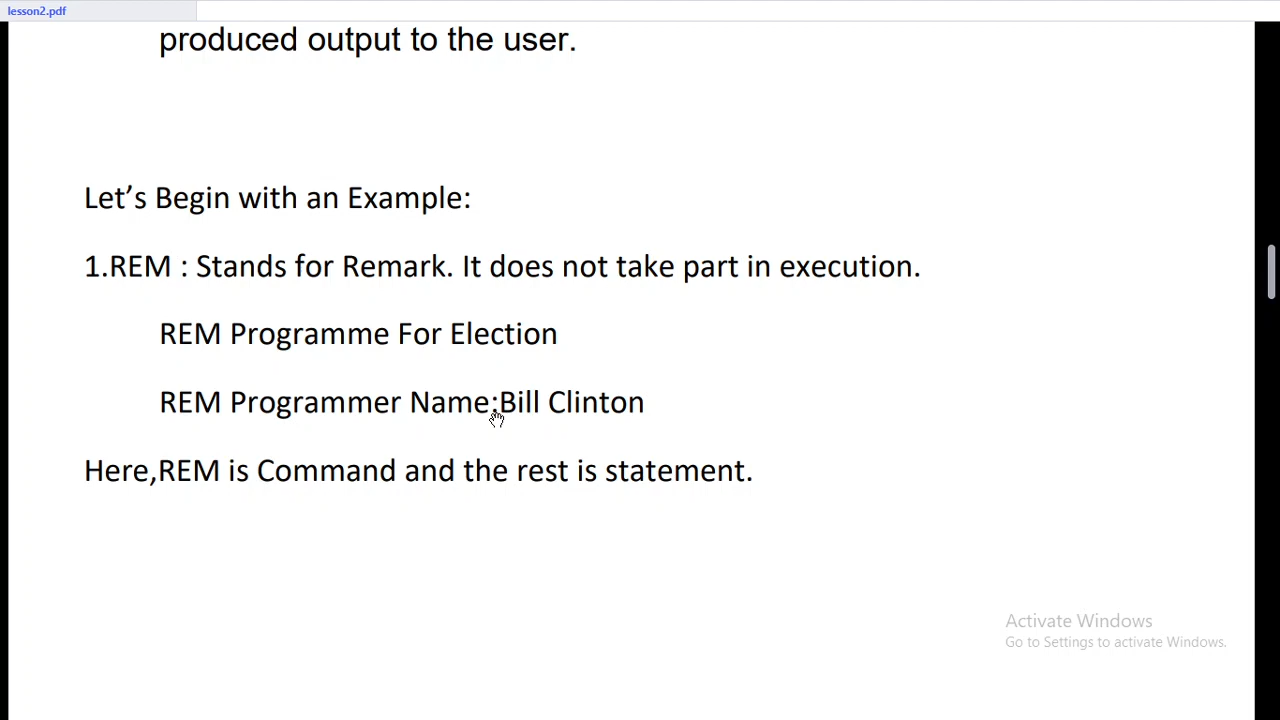 lesson2.pdf
produced output to the user.
Let’s Begin with an Example:
1.REM : Stands for Remark. It does not take part in execution.
REM Programme For Election
REM Programmer Name:Bill Clinton
Here,REM is Command and the rest is statement.
Activate Windows
Go to Settings to activate Windows.